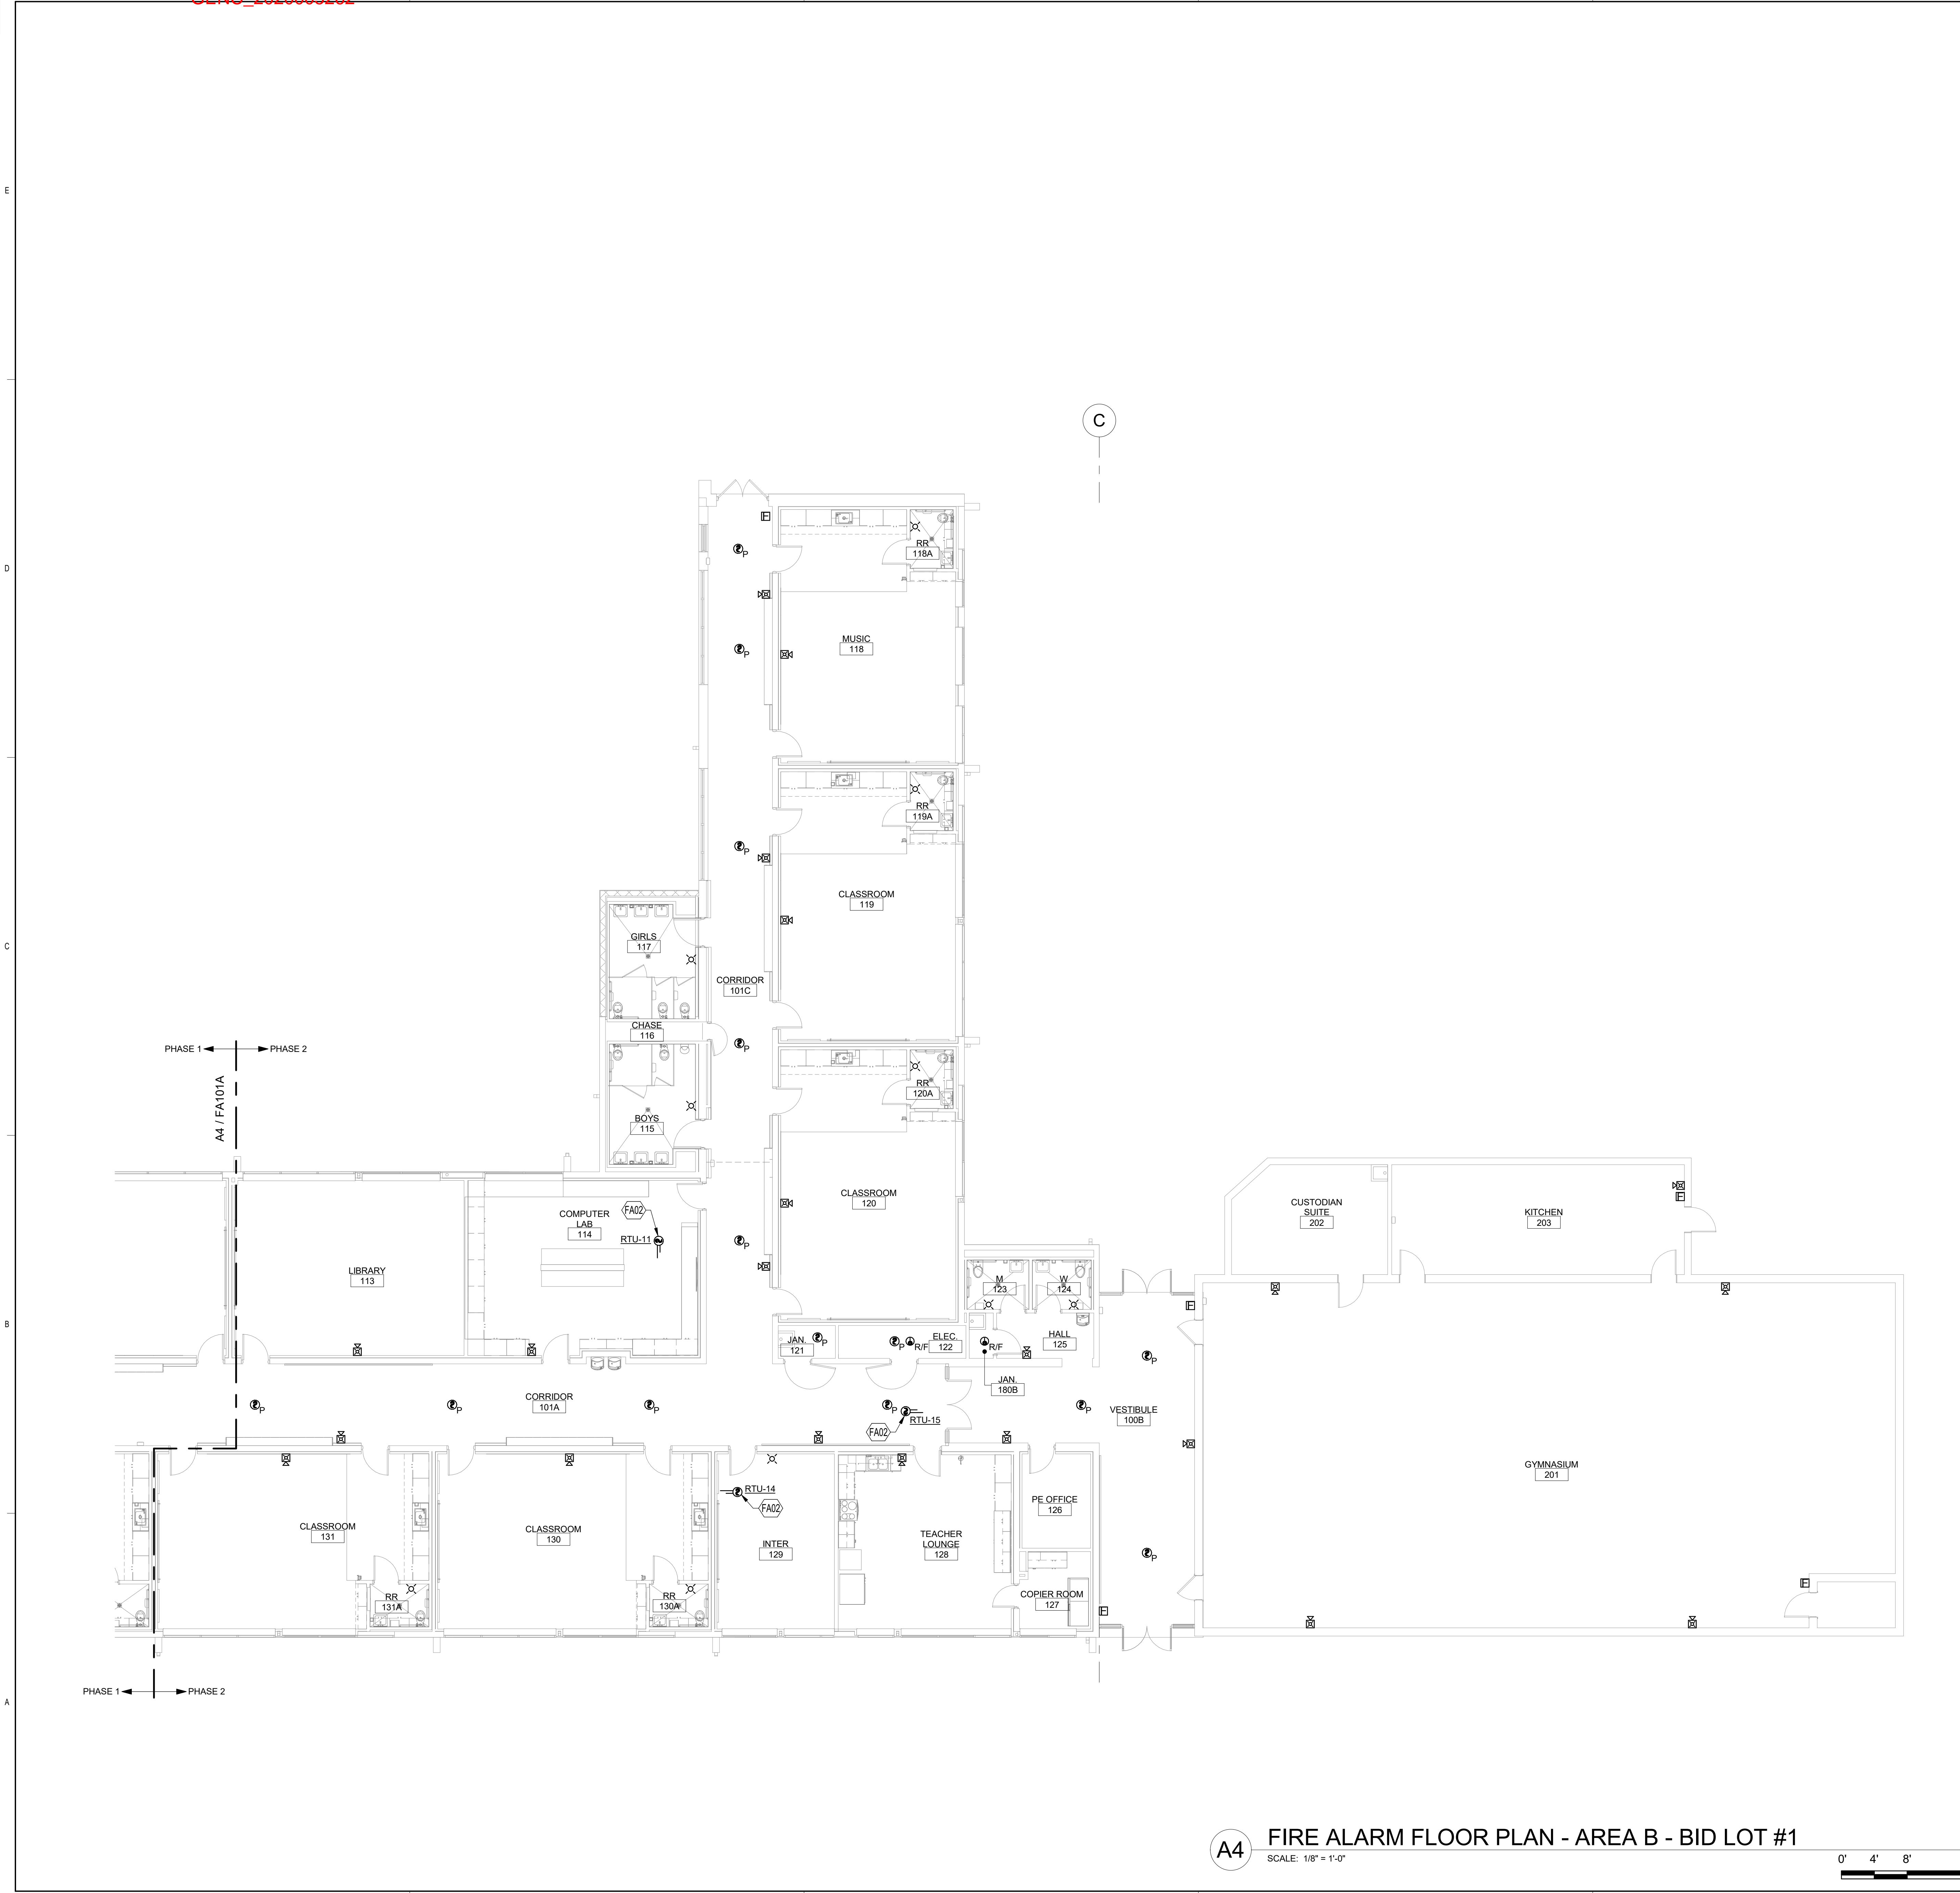 E
D
C
B
A
C
F
P
RR
118A
MUSIC
118
P
P
RR
119A
CLASSROOM
119
GIRLS
117
CORRIDOR
101C
CHASE
116
P
PHASE 1
PHASE 2
A4 / FA101A
BOYS
115
RR
120A
CLASSROOM
120
P
COMPUTER
LAB
114
FA02
RTU-11
LIBRARY
113
CUSTODIAN
SUITE
202
KITCHEN
203
F
M
123
W
124
F
JAN.
121
P
P
R/F
ELEC.
122
R/F
HALL
125
JAN.
180B
P
CORRIDOR
101A
P
P
P
P
P
RTU-15
FA02
VESTIBULE
100B
GYMNASIUM
201
RTU-14
FA02
PE OFFICE
126
CLASSROOM
131
CLASSROOM
130
INTER
129
TEACHER
LOUNGE
128
P
F
RR
131A
RR
130A
COPIER ROOM
127
F
PHASE 1
PHASE 2
A4
FIRE ALARM FLOOR PLAN - AREA B - BID LOT #1
SCALE: 1/8" = 1'-0"
0' 4' 8'